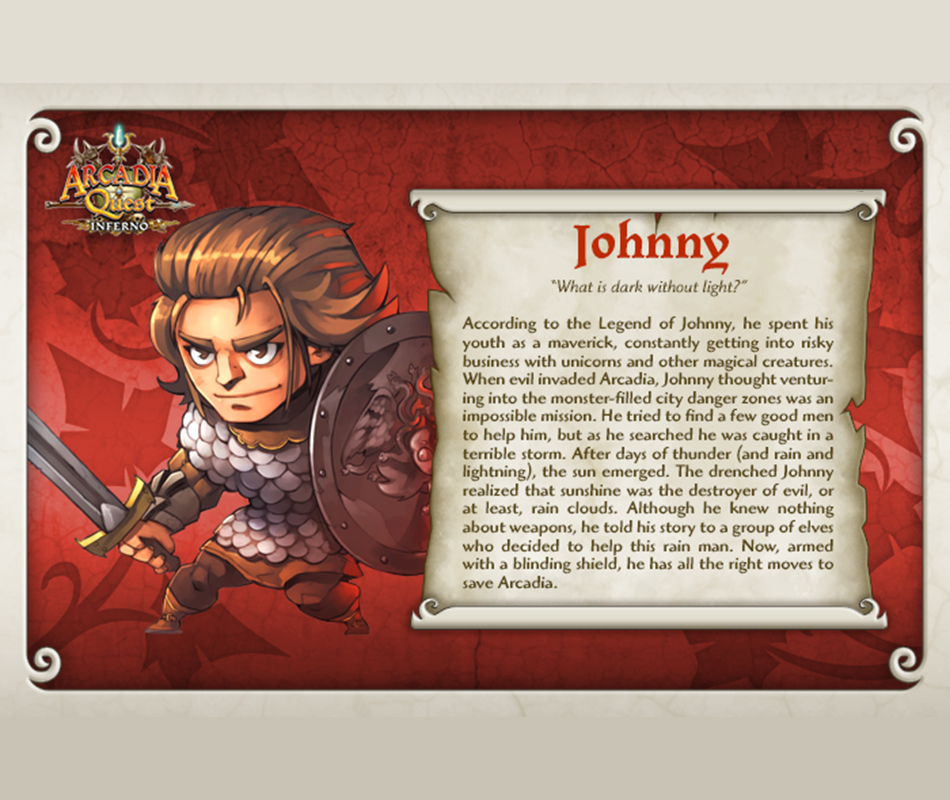 ARCADIA
Quest
INFERNO
Johnny
"What is dark without light?"
According to the Legend of Johnny, he spent his
youth as a maverick, constantly getting into risky
business with unicorns and other magical creatures.
When evil invaded Arcadia, Johnny thought ventur-
ing into the monster-filled city danger zones was an
impossible mission. He tried to find a few good men
to help him, but as he searched he was caught in a
terrible storm. After days of thunder (and rain and
lightning), the sun emerged. The drenched Johnny
realized that sunshine was the destroyer of evil, or
at least, rain clouds. Although he knew nothing
about weapons, he told his story to a group of elves
who decided to help this rain man. Now, armed
with a blinding shield, he has all the right moves to
save Arcadia.